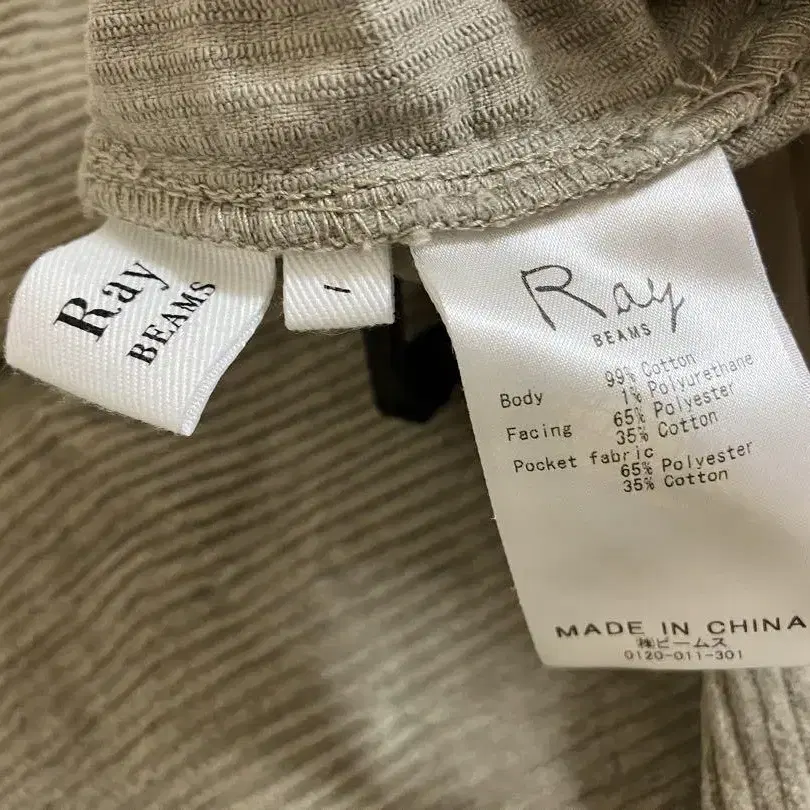 Ray
BEAMS
1
Ray
BEAMS
Body 99% Cotton
1% Polyurethane
Facing 65% Polyester
35% Cotton
Pocket fabric
65% Polyester
35% Cotton
MADE IN CHINA
㈱ビームス
0120-011-301